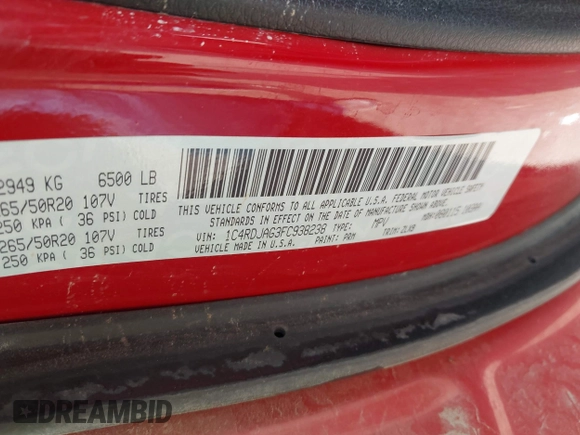 2949 KG 6500 LB
265/50R20 107V TIRES
250 KPA ( 36 PSI) COLD
265/50R20 107V TIRES
250 KPA ( 36 PSI) COLD
THIS VEHICLE CONFORMS TO ALL APPLICABLE U.S.A. FEDERAL MOTOR VEHICLE SAFETY
STANDARDS IN EFFECT ON THE DATE OF MANUFACTURE SHOWN ABOVE.
VIN: 1C4RDJAG3FC938238 TYPE: MPV
VEHICLE MADE IN U.S.A. PAINT: PRM TRIM: DLX9
DREAMBID